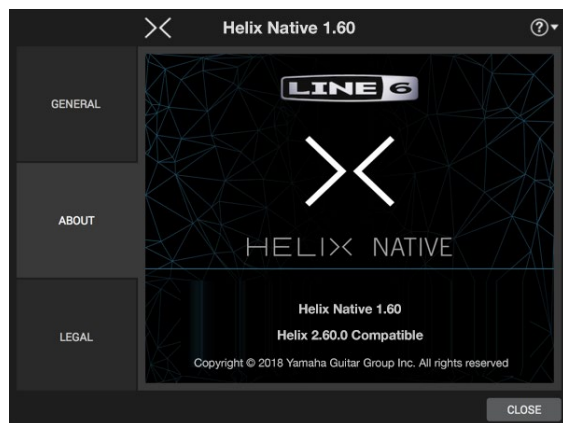 Helix Native 1.60
?
GENERAL
ABOUT
LEGAL
LINE 6
HELIX NATIVE
Helix Native 1.60
Helix 2.60.0 Compatible
Copyright © 2018 Yamaha Guitar Group Inc. All rights reserved
CLOSE